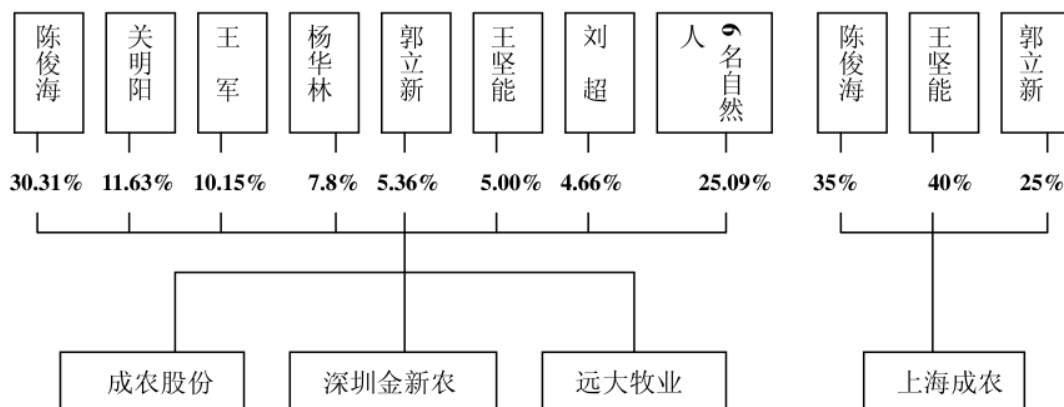 陈俊海
关明阳
王 军
杨华林
郭立新
王坚能
刘 超
6名自然
人
陈俊海
王坚能
郭立新
30.31%
11.63%
10.15%
7.8%
5.36%
5.00%
4.66%
25.09%
35%
40%
25%
成农股份
深圳金新农
远大牧业
上海成农